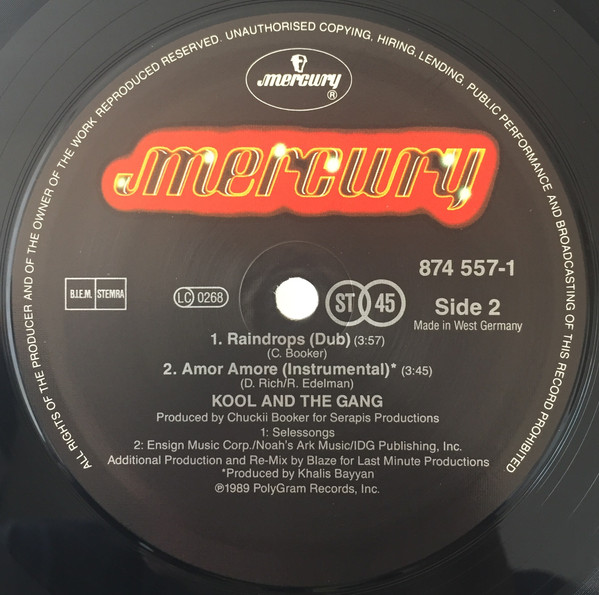 ALL RIGHTS OF THE PRODUCER AND OF THE OWNER OF THE WORK REPRODUCED RESERVED. UNAUTHORISED COPYING, HIRING, LENDING, PUBLIC PERFORMANCE AND BROADCASTING OF THIS RECORD PROHIBITED
mercury
®
mercury
874 557-1
B.I.E.M. STEMRA
LC 0268
ST 45
Side 2
Made in West Germany
1. Raindrops (Dub) (3:57)
(C. Booker)
2. Amor Amore (Instrumental)* (3:45)
(D. Rich/R. Edelman)
KOOL AND THE GANG
Produced by Chuckii Booker for Serapis Productions
1: Selessongs
2: Ensign Music Corp./Noah's Ark Music/IDG Publishing, Inc.
Additional Production and Re-Mix by Blaze for Last Minute Productions
*Produced by Khalis Bayyan
℗1989 PolyGram Records, Inc.